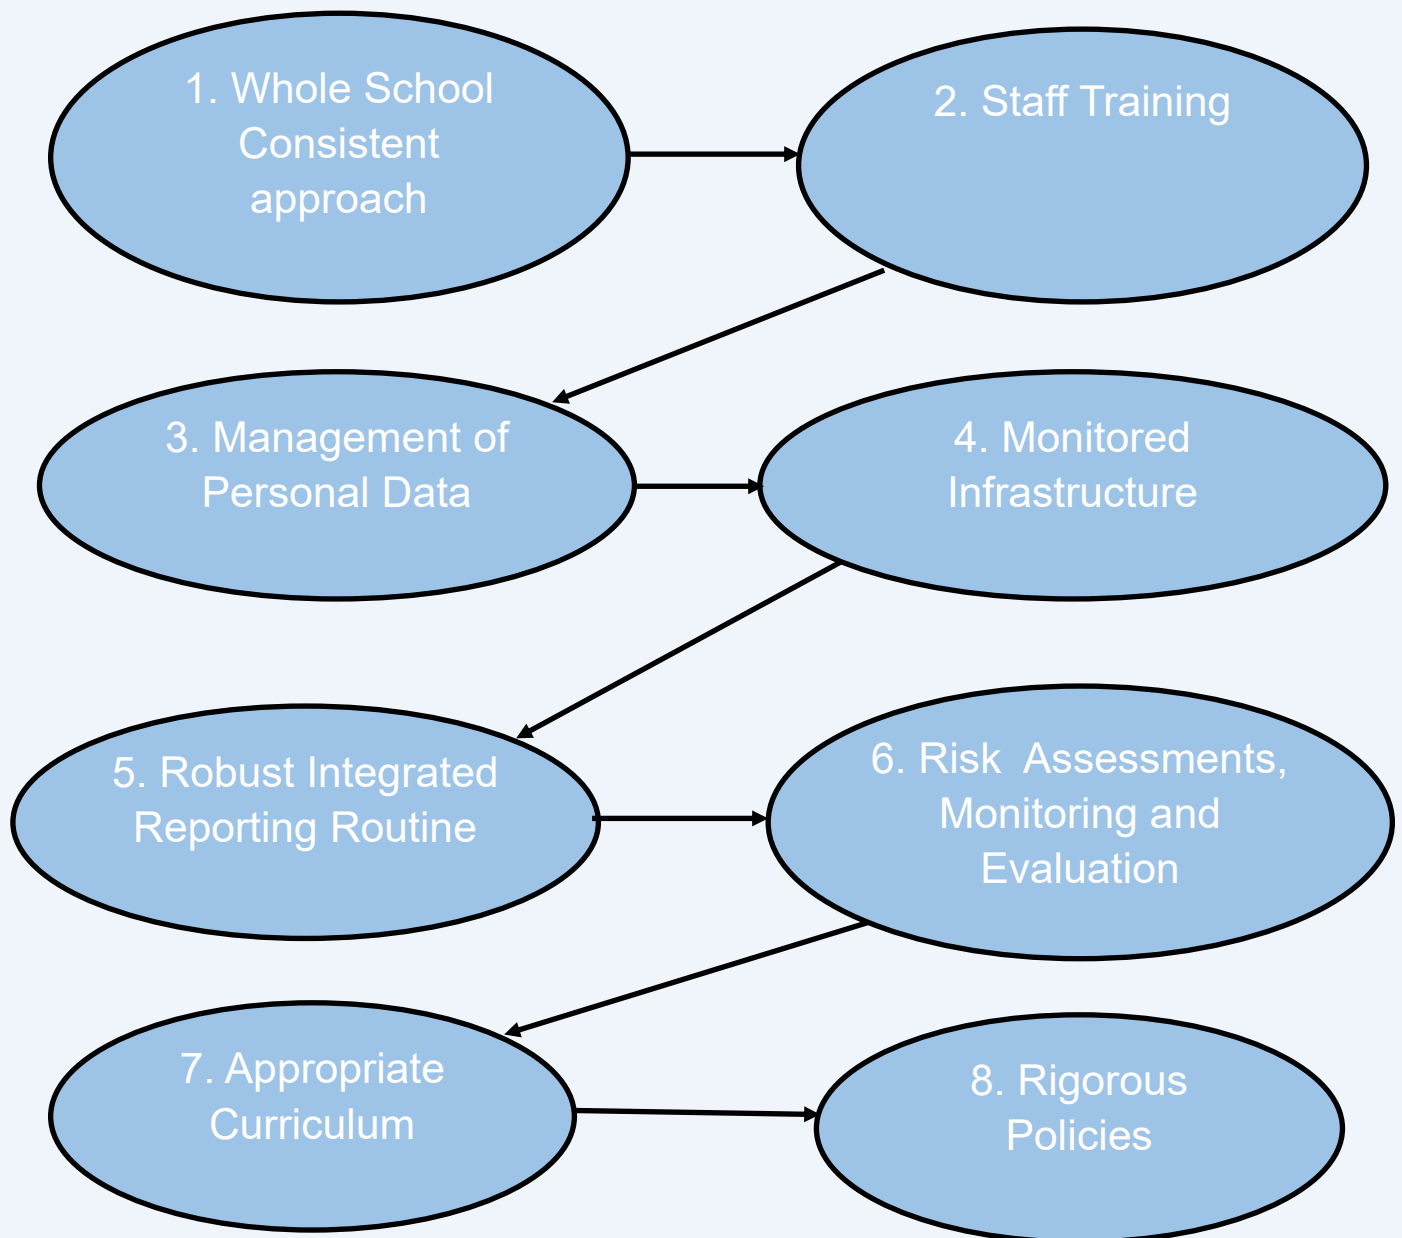 1. Whole School
Consistent
approach
2. Staff Training
3. Management of
Personal Data
4. Monitored
Infrastructure
5. Robust Integrated
Reporting Routine
6. Risk  Assessments,
Monitoring and
Evaluation
7. Appropriate
Curriculum
8. Rigorous
Policies